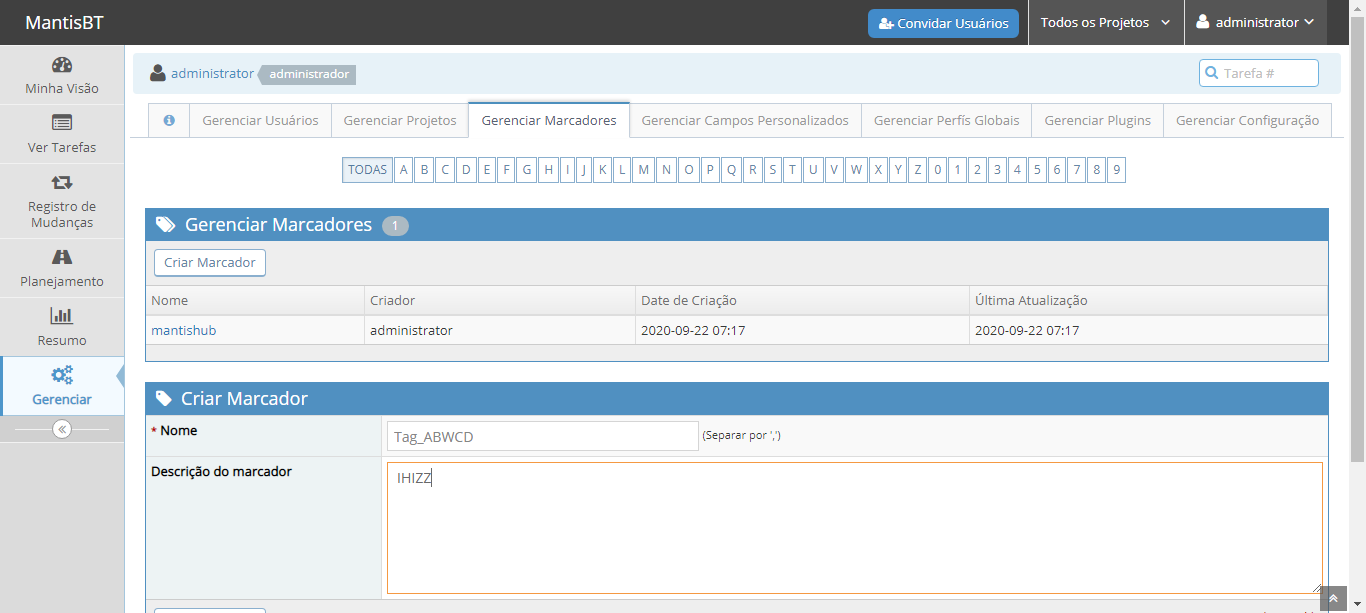 MantisBT
Convidar Usuários
Todos os Projetos
administrator
Minha Visão
Ver Tarefas
Registro de
Mudanças
Planejamento
Resumo
Gerenciar
administrator administrador
Tarefa #
Gerenciar Usuários Gerenciar Projetos Gerenciar Marcadores Gerenciar Campos Personalizados Gerenciar Perfís Globais Gerenciar Plugins Gerenciar Configuração
TODAS A B C D E F G H I J K L M N O P Q R S T U V W X Y Z 0 1 2 3 4 5 6 7 8 9
Gerenciar Marcadores 1
Criar Marcador
Nome Criador Date de Criação Última Atualização
mantishub administrator 2020-09-22 07:17 2020-09-22 07:17
Criar Marcador
* Nome Tag_ABWCD (Separar por ',')
Descrição do marcador IHIZZ